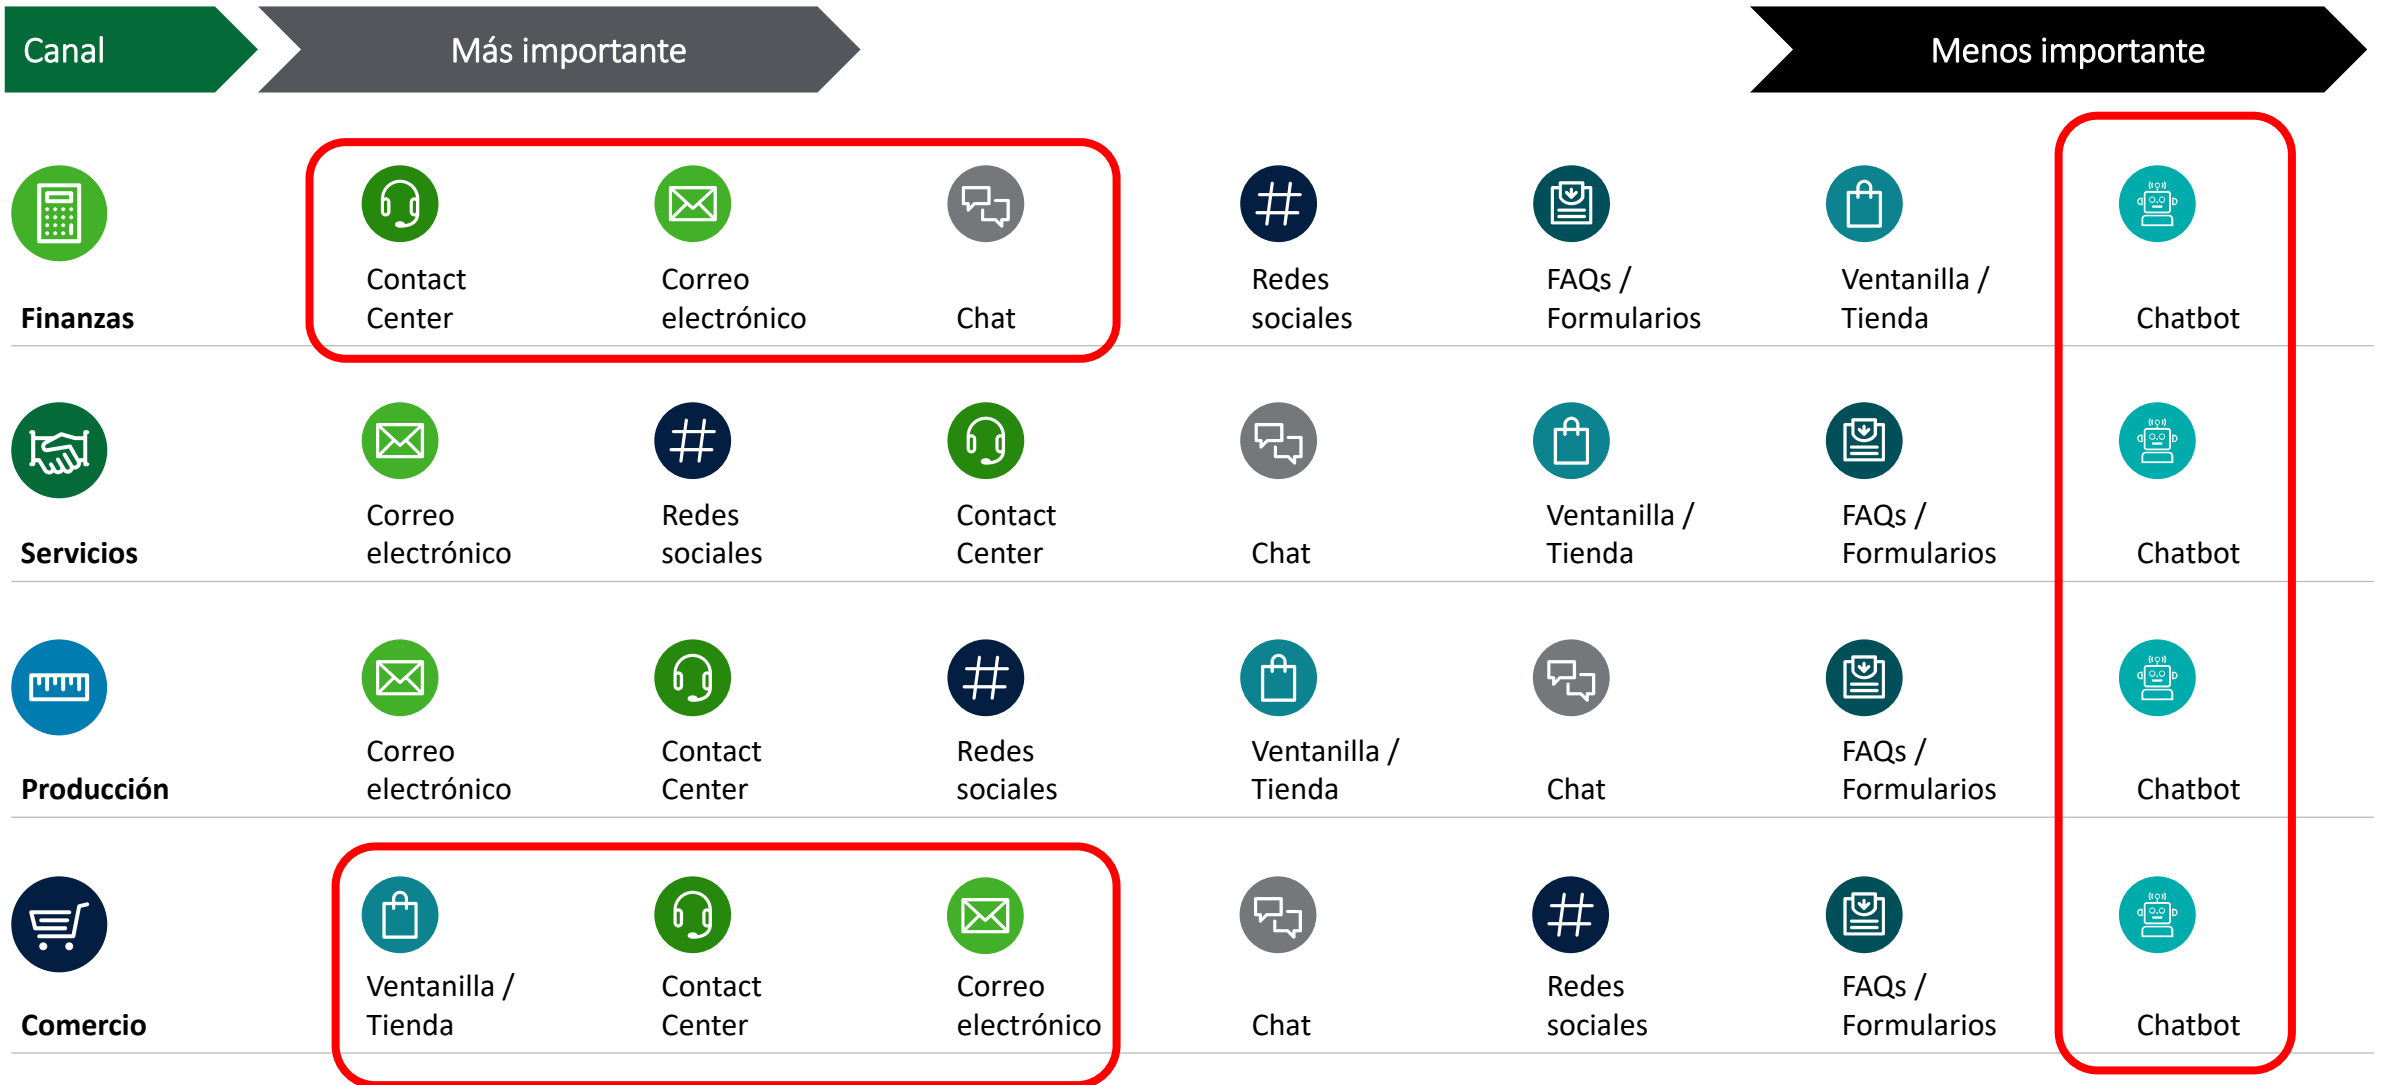 Canal
Más importante
Menos importante
Finanzas
Contact
Center
Correo
electrónico
Chat
Redes
sociales
FAQs /
Formularios
Ventanilla /
Tienda
Chatbot
Servicios
Correo
electrónico
Redes
sociales
Contact
Center
Chat
Ventanilla /
Tienda
FAQs /
Formularios
Chatbot
Producción
Correo
electrónico
Contact
Center
Redes
sociales
Ventanilla /
Tienda
Chat
FAQs /
Formularios
Chatbot
Comercio
Ventanilla /
Tienda
Contact
Center
Correo
electrónico
Chat
Redes
sociales
FAQs /
Formularios
Chatbot